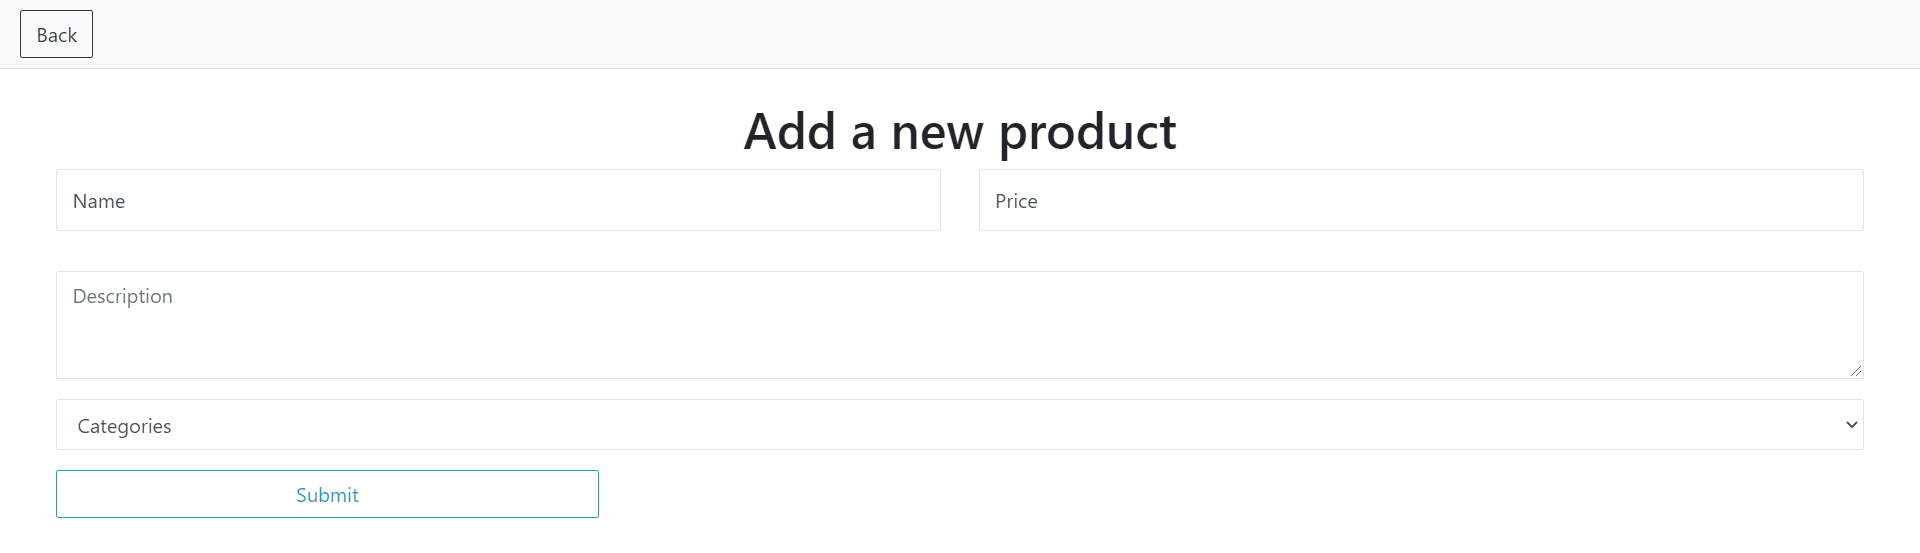 Back
Add a new product
Name
Price
Description
Categories
Submit